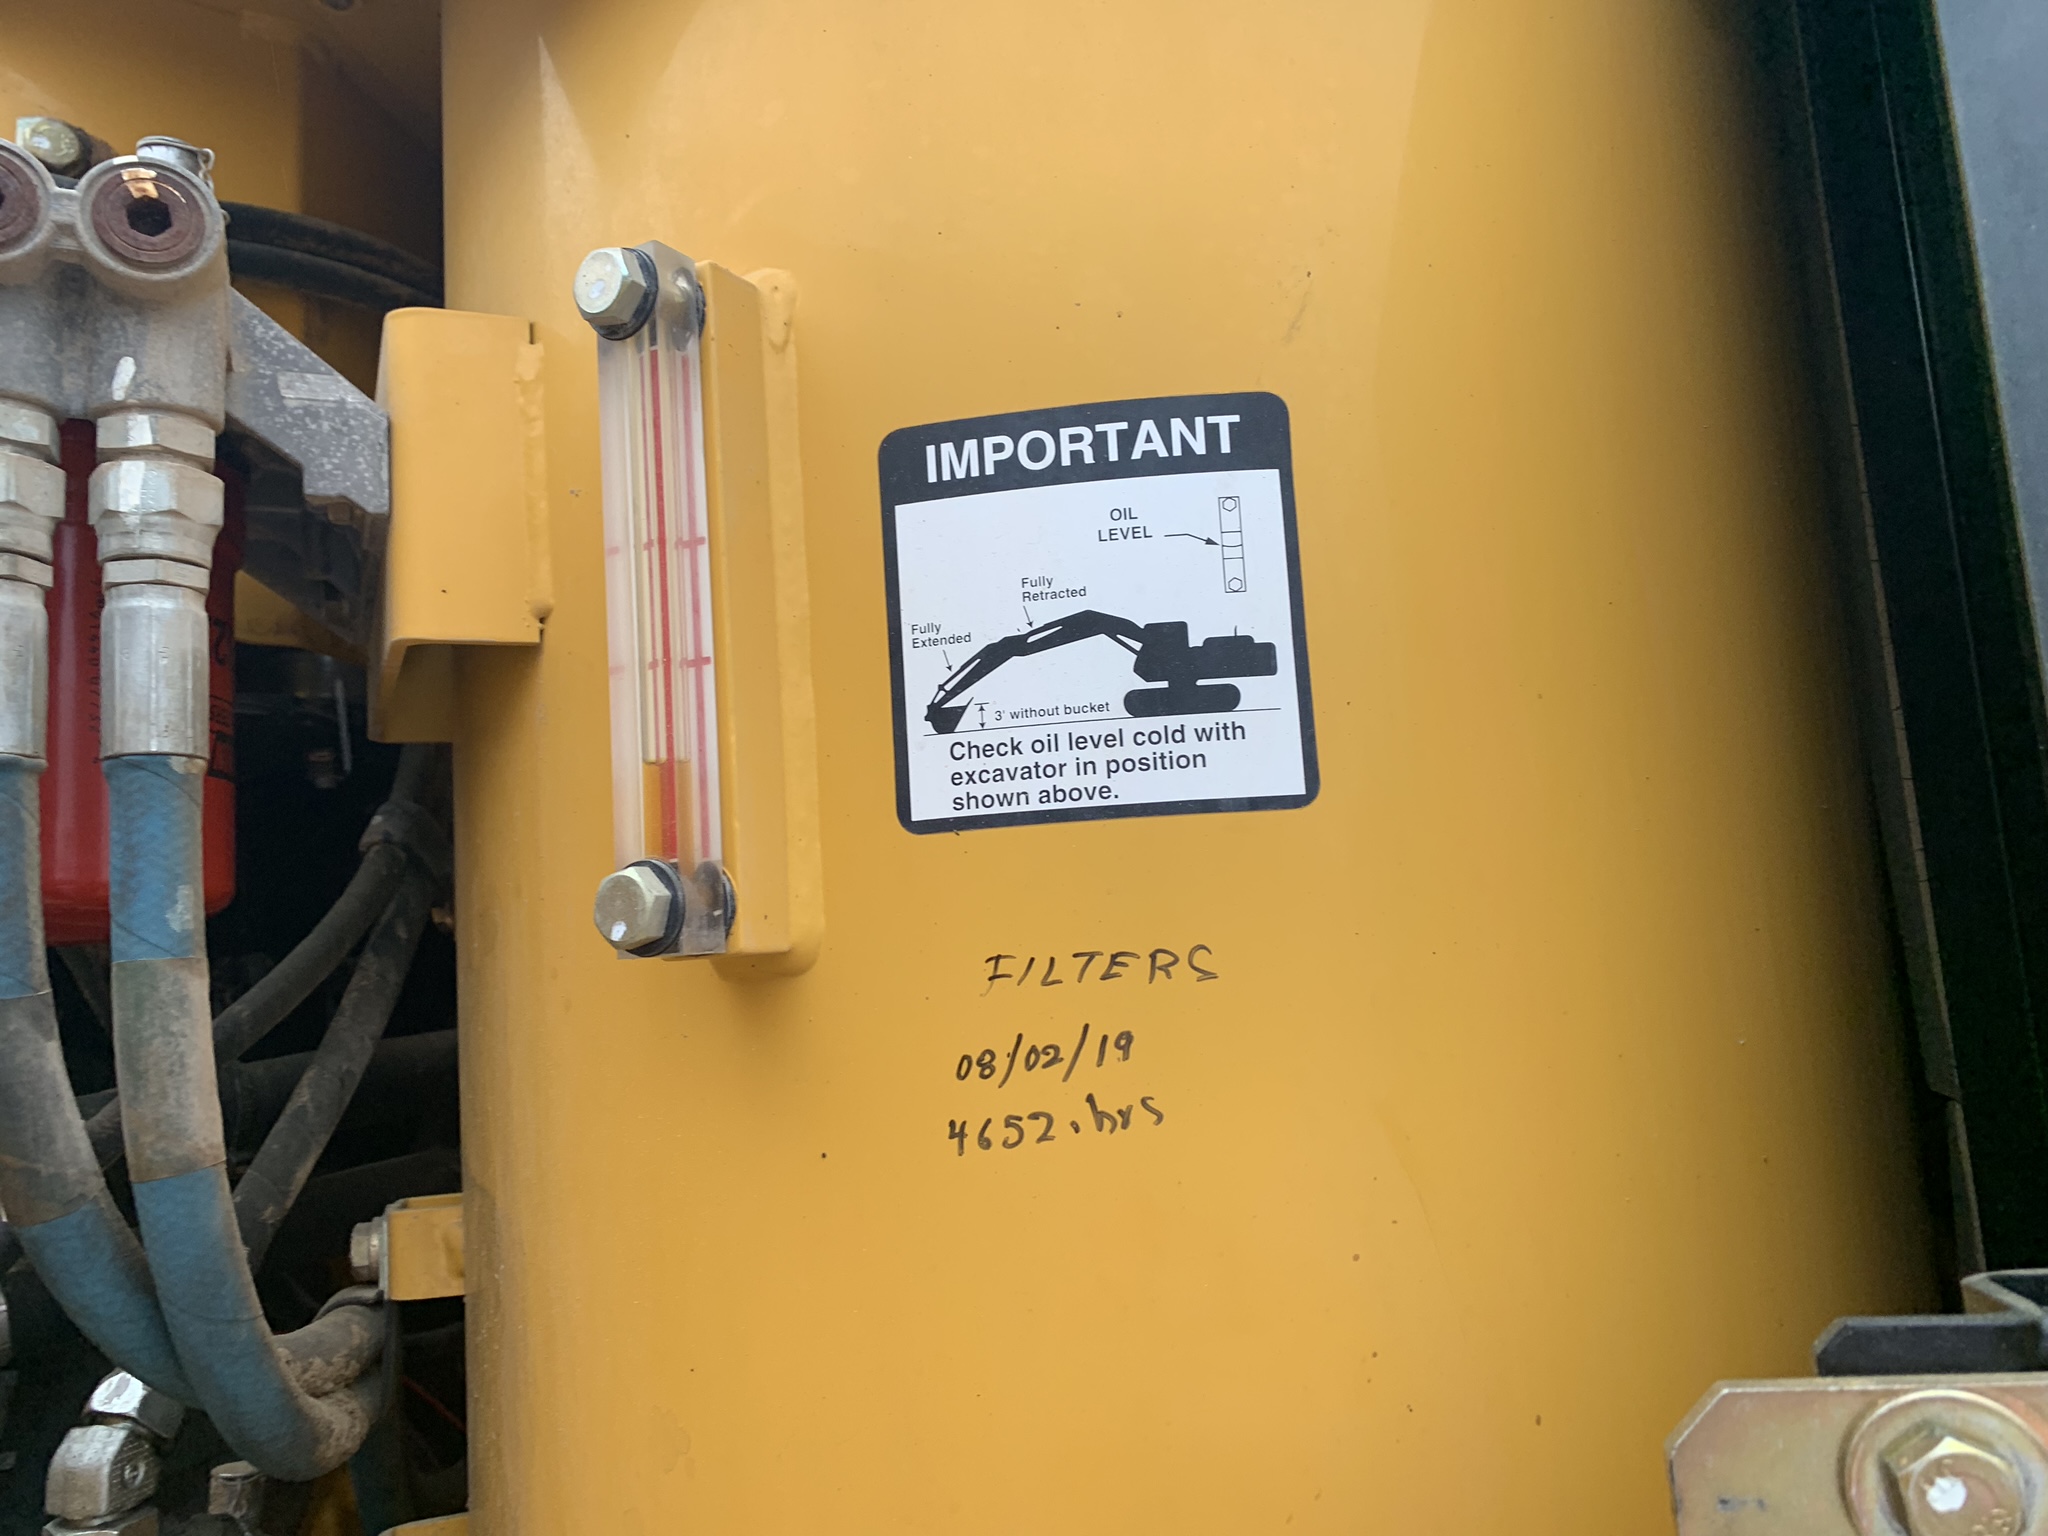 IMPORTANT
OIL
LEVEL
Fully
Retracted
Fully
Extended
3' without bucket
Check oil level cold with
excavator in position
shown above.
FILTERS
08/02/19
4652.hrs